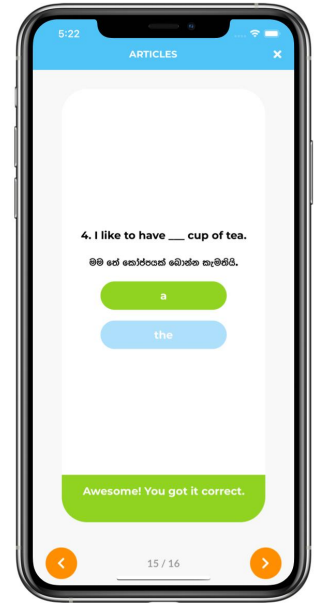 5:22
ARTICLES
4. I like to have ___ cup of tea.
මම තේ කෝප්පයක් බොන්න කැමතියි.
a
the
Awesome! You got it correct.
15 / 16